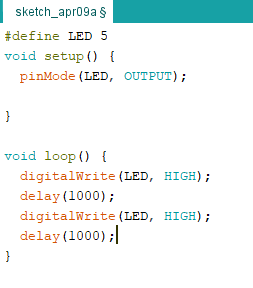 sketch_apr09a §
#define LED 5
void setup() {
  pinMode(LED, OUTPUT);

}

void loop() {
  digitalWrite(LED, HIGH);
  delay(1000);
  digitalWrite(LED, HIGH);
  delay(1000);
}